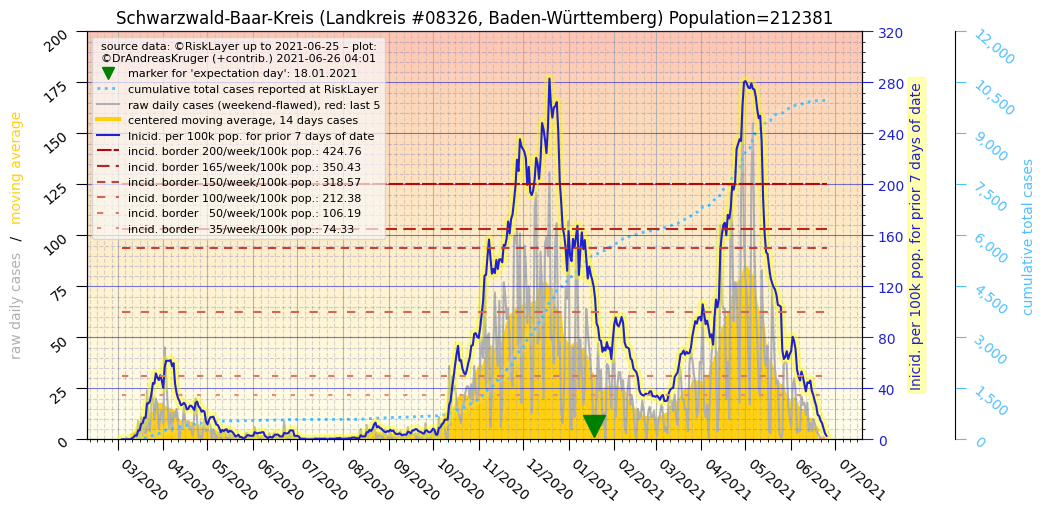 Schwarzwald-Baar-Kreis (Landkreis #08326, Baden-Württemberg) Population=212381
source data: ©RiskLayer up to 2021-06-25 – plot:
©DrAndreasKruger (+contrib.) 2021-06-26 04:01
marker for 'expectation day': 18.01.2021
cumulative total cases reported at RiskLayer
raw daily cases (weekend-flawed), red: last 5
centered moving average, 14 days cases
Inicid. per 100k pop. for prior 7 days of date
incid. border 200/week/100k pop.: 424.76
incid. border 165/week/100k pop.: 350.43
incid. border 150/week/100k pop.: 318.57
incid. border 100/week/100k pop.: 212.38
incid. border   50/week/100k pop.: 106.19
incid. border   35/week/100k pop.: 74.33
raw daily cases / moving average
200
175
150
125
100
75
50
25
0
03/2020
04/2020
05/2020
06/2020
07/2020
08/2020
09/2020
10/2020
11/2020
12/2020
01/2021
02/2021
03/2021
04/2021
05/2021
06/2021
07/2021
320
280
240
200
160
120
80
40
0
Inicid. per 100k pop. for prior 7 days of date
12,000
10,500
9,000
7,500
6,000
4,500
3,000
1,500
0
cumulative total cases